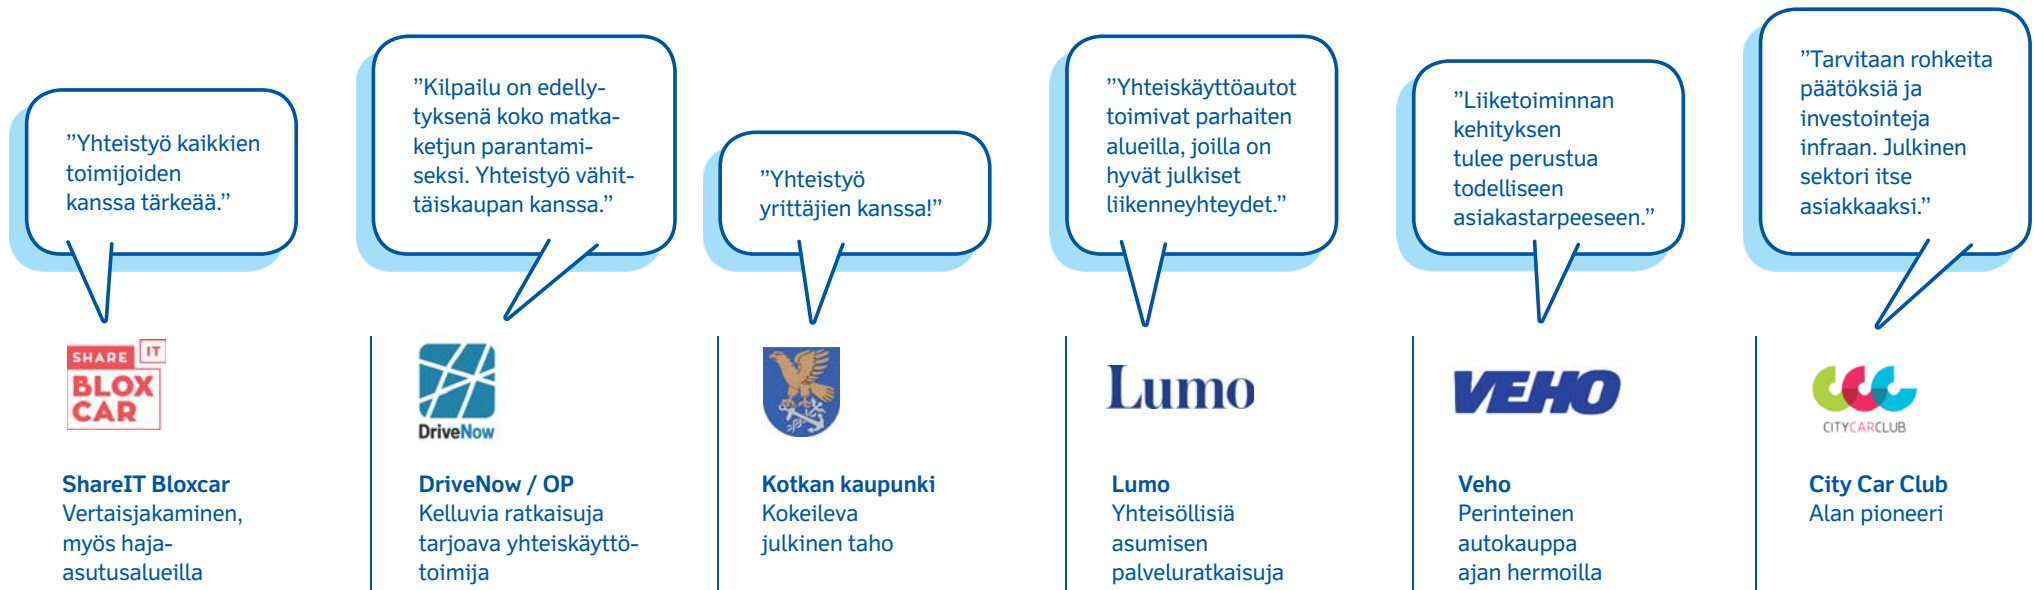 ”Yhteistyö kaikkien
toimijoiden
kanssa tärkeää.”
SHARE IT
BLOX
CAR
ShareIT Bloxcar
Vertaisjakaminen,
myös haja-
asutusalueilla
”Kilpailu on edelly-
tyksenä koko matka-
ketjun parantami-
seksi. Yhteistyö vähit-
täiskaupan kanssa.”
DriveNow
DriveNow / OP
Kelluvia ratkaisuja
tarjoava yhteiskäyttö-
toimija
”Yhteistyö
yrittäjien kanssa!”
Kotkan kaupunki
Kokeileva
julkinen taho
”Yhteiskäyttöautot
toimivat parhaiten
alueilla, joilla on
hyvät julkiset
liikenneyhteydet.”
Lumo
Lumo
Yhteisöllisiä
asumisen
palveluratkaisuja
”Liiketoiminnan
kehityksen
tulee perustua
todelliseen
asiakastarpeeseen.”
VEHO
Veho
Perinteinen
autokauppa
ajan hermoilla
”Tarvitaan rohkeita
päätöksiä ja
investointeja
infraan. Julkinen
sektori itse
asiakkaaksi.”
CITYCARCLUB
City Car Club
Alan pioneeri